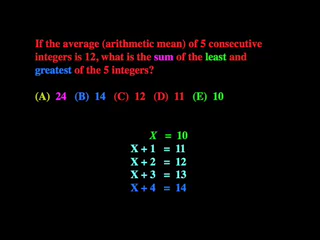 If the average (arithmetic mean) of 5 consecutive
integers is 12, what is the sum of the least and
greatest of the 5 integers?
(A) 24 (B) 14 (C) 12 (D) 11 (E) 10
X = 10
X + 1 = 11
X + 2 = 12
X + 3 = 13
X + 4 = 14